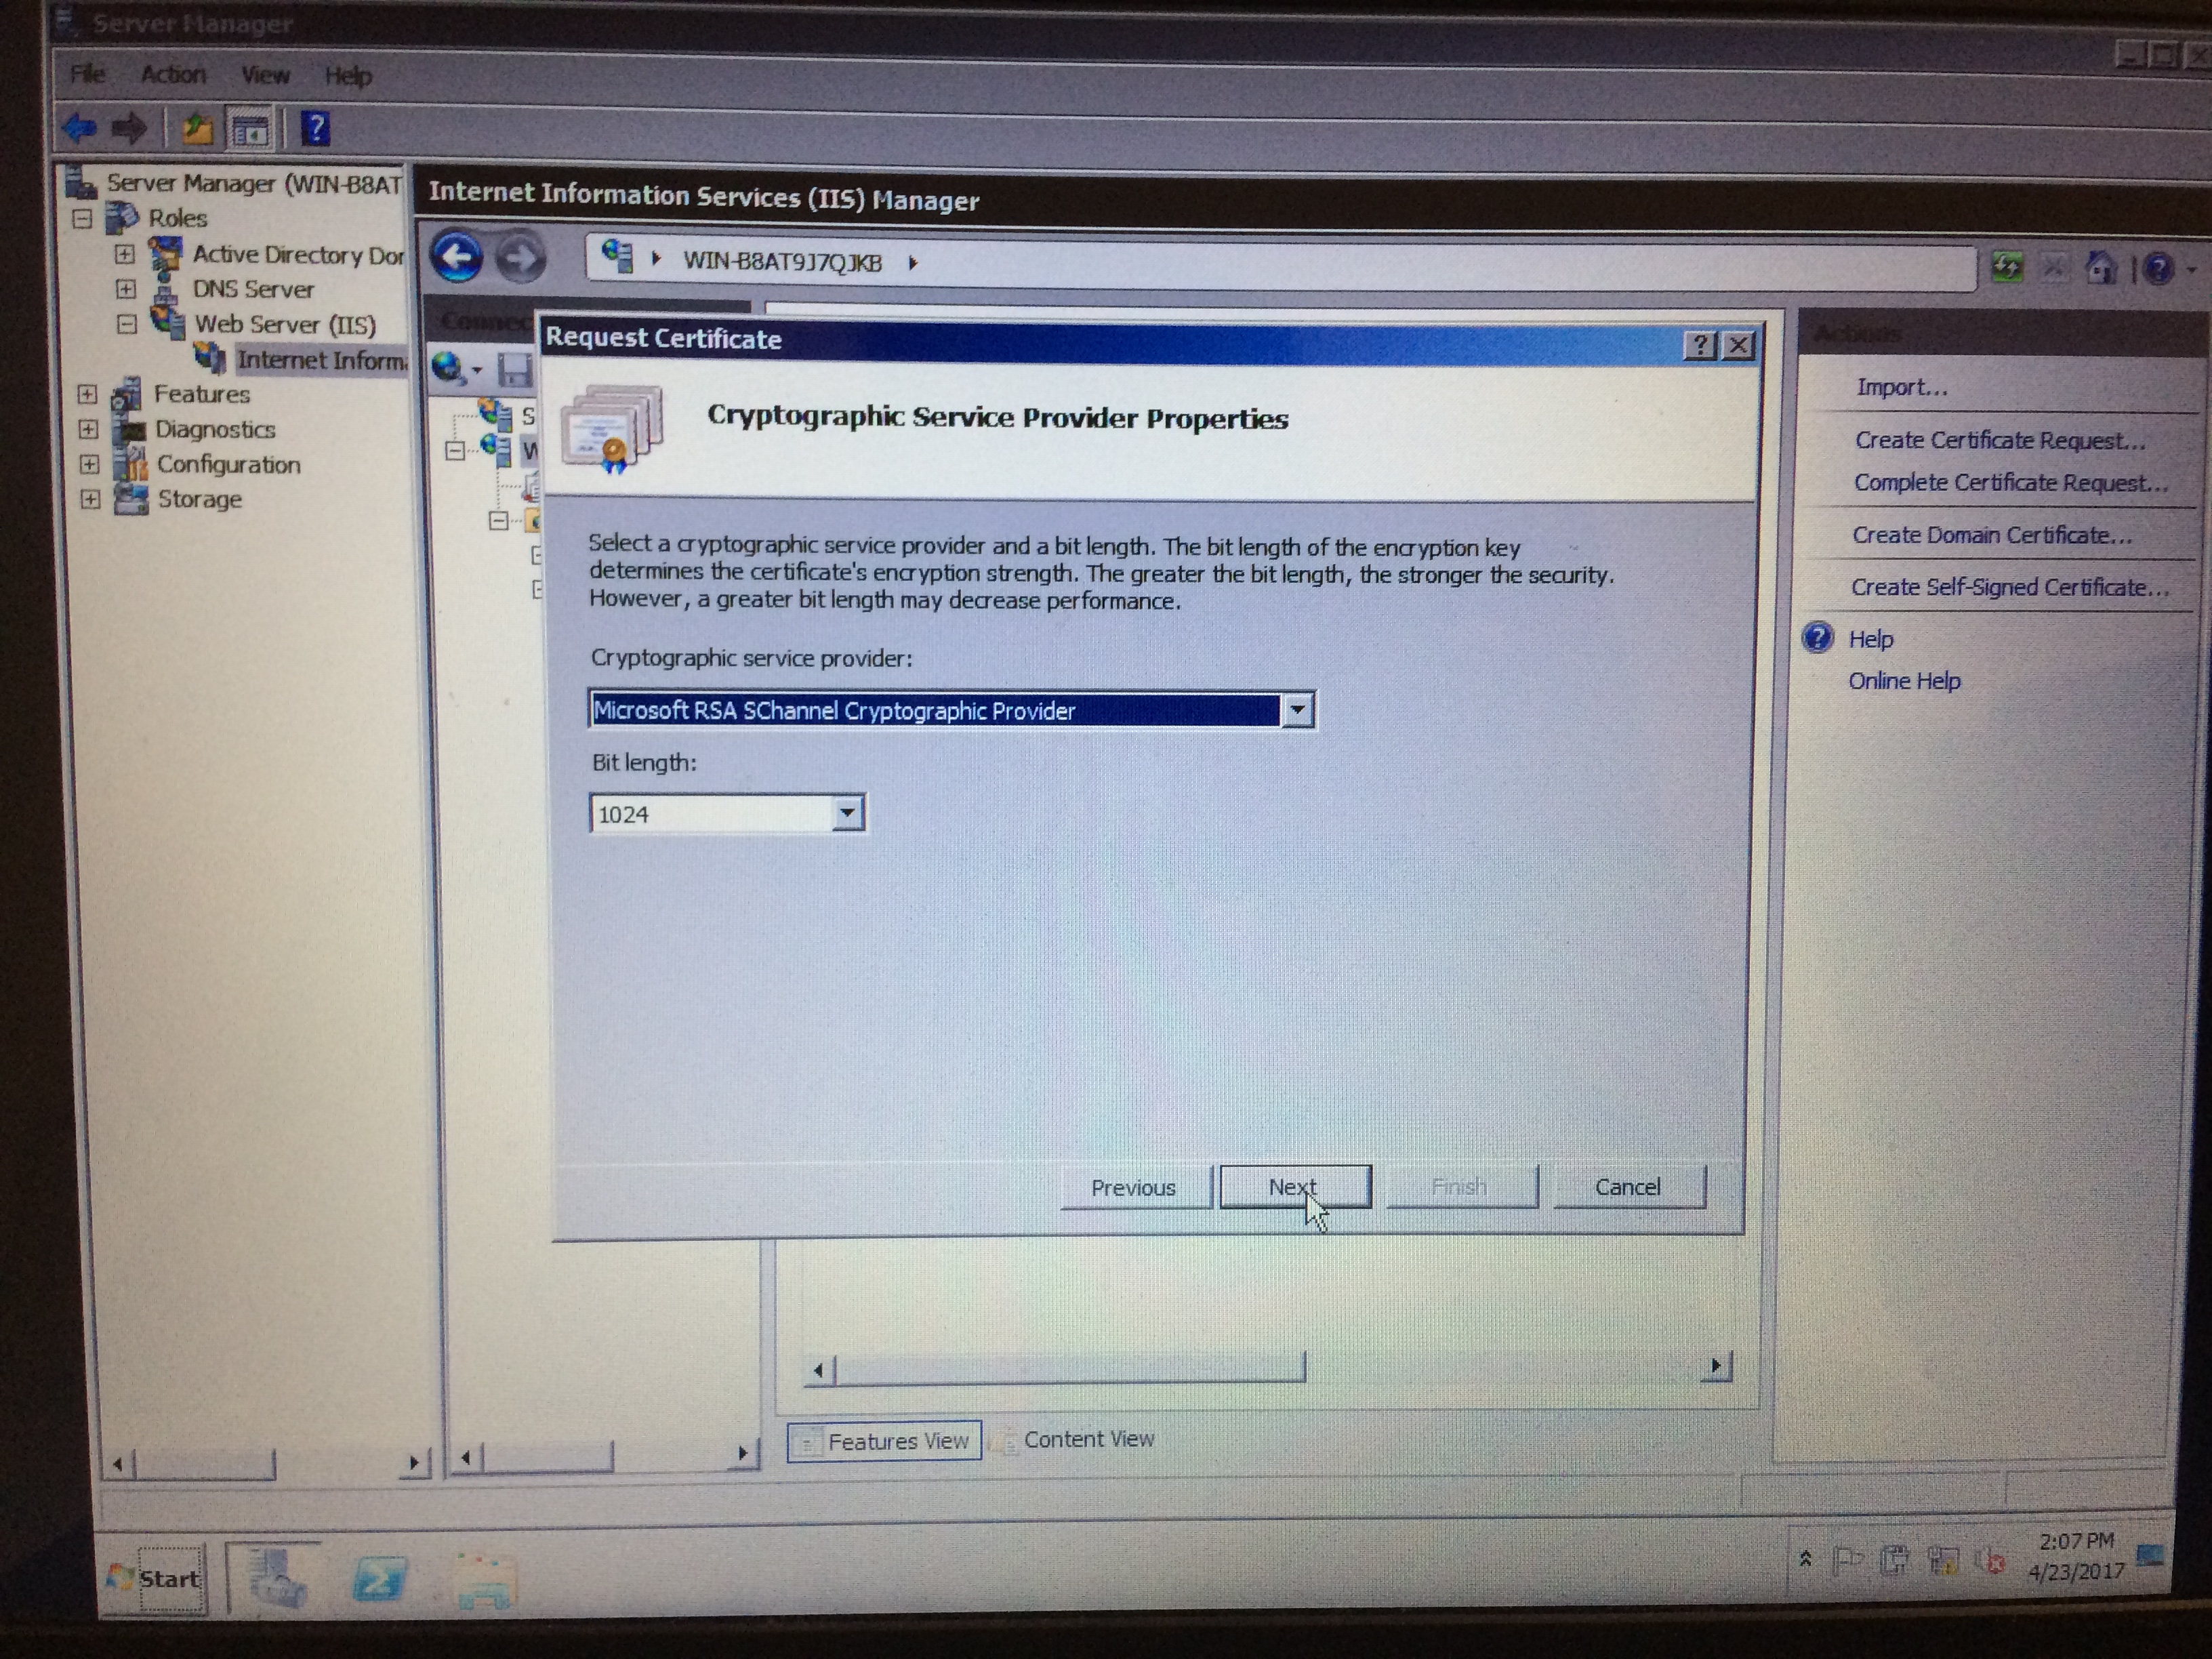 Server Manager
File Action View Help
Server Manager (WIN-B8AT
Roles
Active Directory Dor
DNS Server
Web Server (IIS)
Internet Inform
Features
Diagnostics
Configuration
Storage
Internet Information Services (IIS) Manager
WIN-B8AT9J7QJKB
Connec
S
W
Request Certificate
Cryptographic Service Provider Properties
Select a cryptographic service provider and a bit length. The bit length of the encryption key
determines the certificate's encryption strength. The greater the bit length, the stronger the security.
However, a greater bit length may decrease performance.
Cryptographic service provider:
Microsoft RSA SChannel Cryptographic Provider
Bit length:
1024
Previous Next Finish Cancel
Features View Content View
Actions
Import...
Create Certificate Request...
Complete Certificate Request...
Create Domain Certificate...
Create Self-Signed Certificate...
Help
Online Help
Start
2:07 PM
4/23/2017